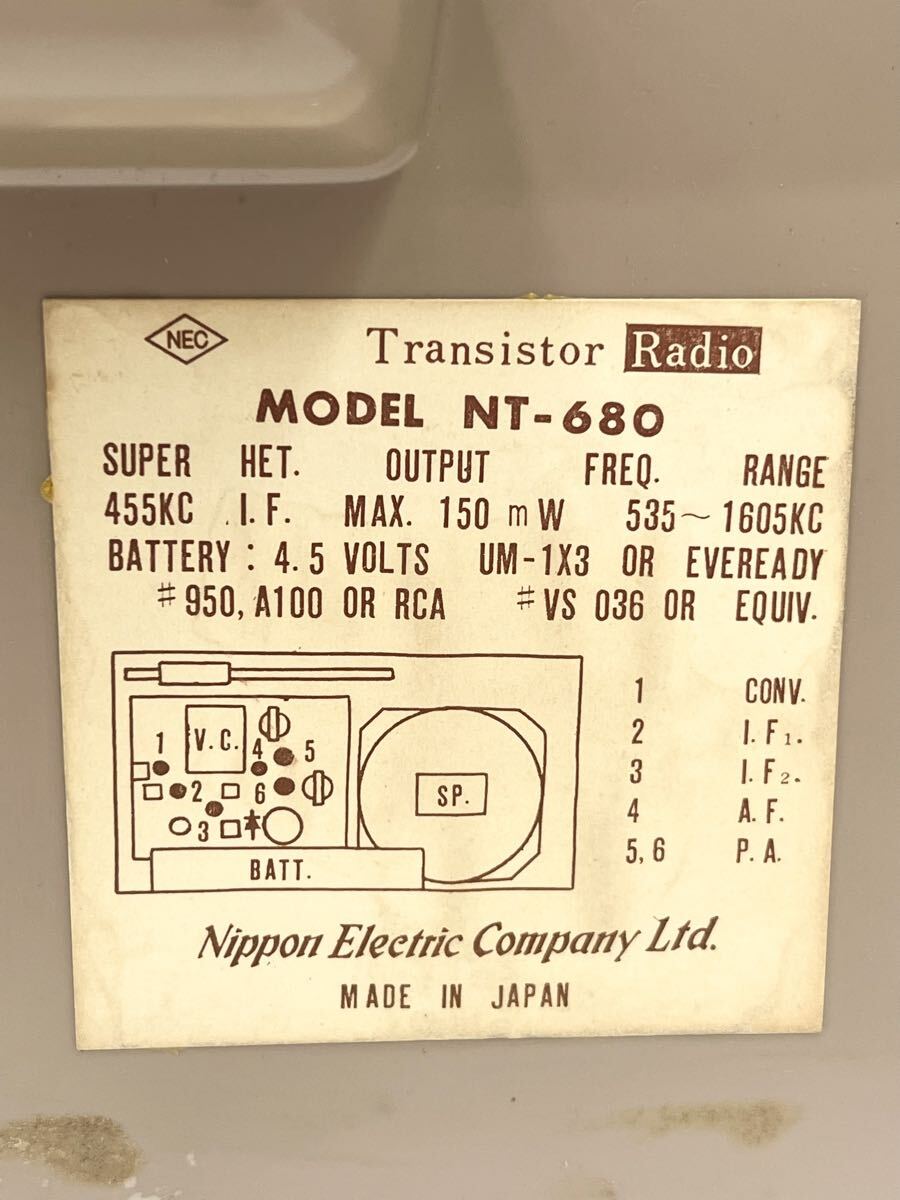 NEC Transistor Radio
MODEL NT-680
SUPER HET. OUTPUT FREQ. RANGE
455KC I.F. MAX. 150 mW 535~1605KC
BATTERY : 4.5 VOLTS UM-1X3 OR EVEREADY
#950, A100 OR RCA #VS 036 OR EQUIV.
1 CONV.
2 I.F1.
3 I.F2.
4 A.F.
5,6 P.A.
V.C.
1
4
5
2
6
3
SP.
BATT.
Nippon Electric Company Ltd.
MADE IN JAPAN